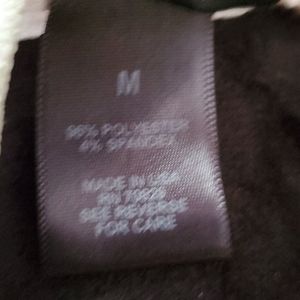 M
96% POLYESTER
4% SPANDEX
MADE IN USA
RN
SEE REVERSE
FOR CARE